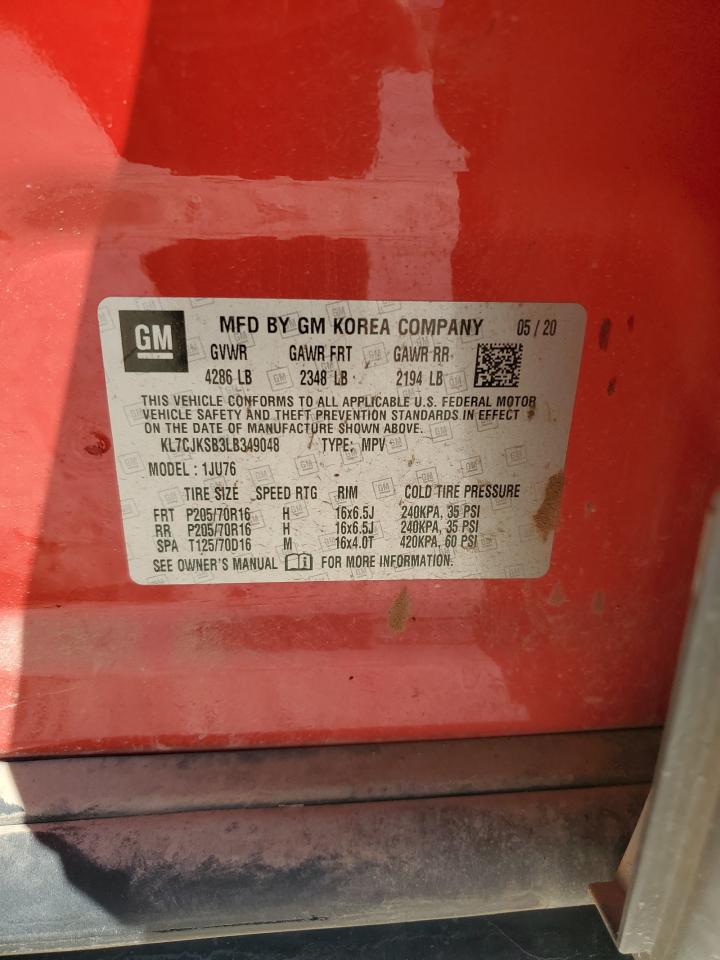 GM
MFD BY GM KOREA COMPANY 05/20
GVWR GAWR FRT GAWR RR
4286 LB 2348 LB 2194 LB
THIS VEHICLE CONFORMS TO ALL APPLICABLE U.S. FEDERAL MOTOR
VEHICLE SAFETY AND THEFT PREVENTION STANDARDS IN EFFECT
ON THE DATE OF MANUFACTURE SHOWN ABOVE.
KL7CJKSB3LB349048 TYPE: MPV
MODEL : 1JU76
TIRE SIZE SPEED RTG RIM COLD TIRE PRESSURE
FRT P205/70R16 H 16x6.5J 240KPA, 35 PSI
RR P205/70R16 H 16x6.5J 240KPA, 35 PSI
SPA T125/70D16 M 16x4.0T 420KPA, 60 PSI
SEE OWNER'S MANUAL FOR MORE INFORMATION.